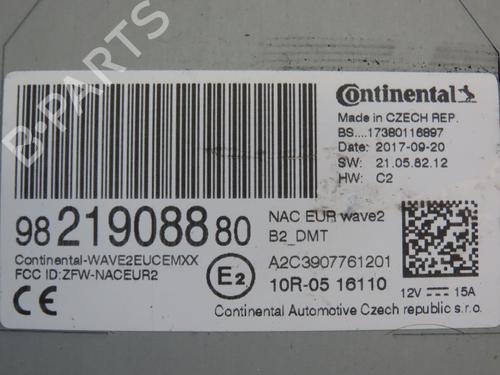 B-PARTS
Continental
Made in CZECH REP.
BS....17380116897
Date: 2017-09-20
SW: 21.05.82.12
HW: C2
98 219088 80
NAC EUR wave2
B2_DMT
Continental-WAVE2EUCEMXX
FCC ID:ZFW-NACEUR2
A2C3907761201
E2
10R-05 16110
CE
12V 15A
Continental Automotive Czech republic s.r.o.